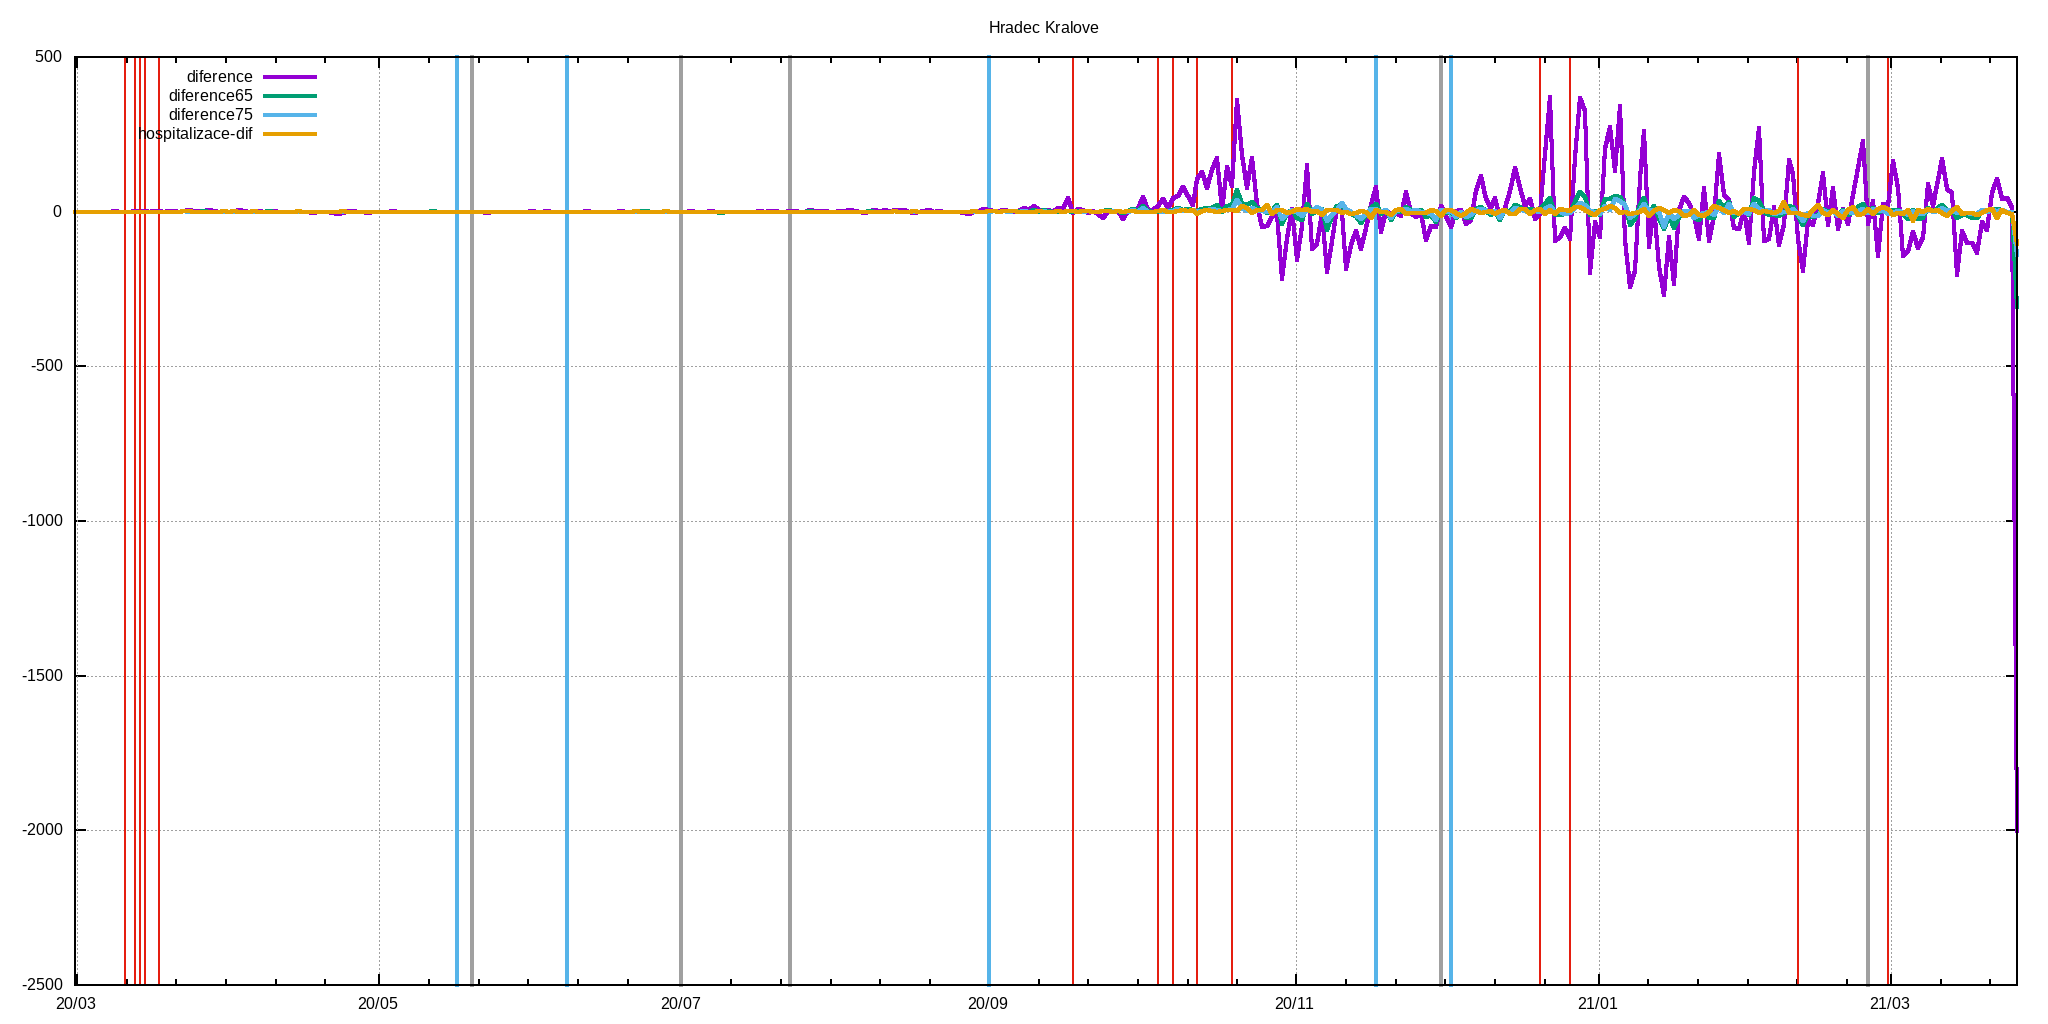 Hradec Kralove
500
diference
diference65
diference75
hospitalizace-dif
0
-500
-1000
-1500
-2000
-2500
20/03 20/05 20/07 20/09 20/11 21/01 21/03